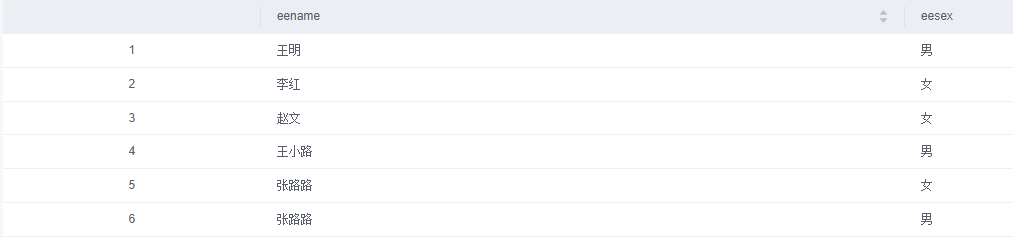 eename eesex
1 王明 男
2 李红 女
3 赵文 女
4 王小路 男
5 张路路 女
6 张路路 男